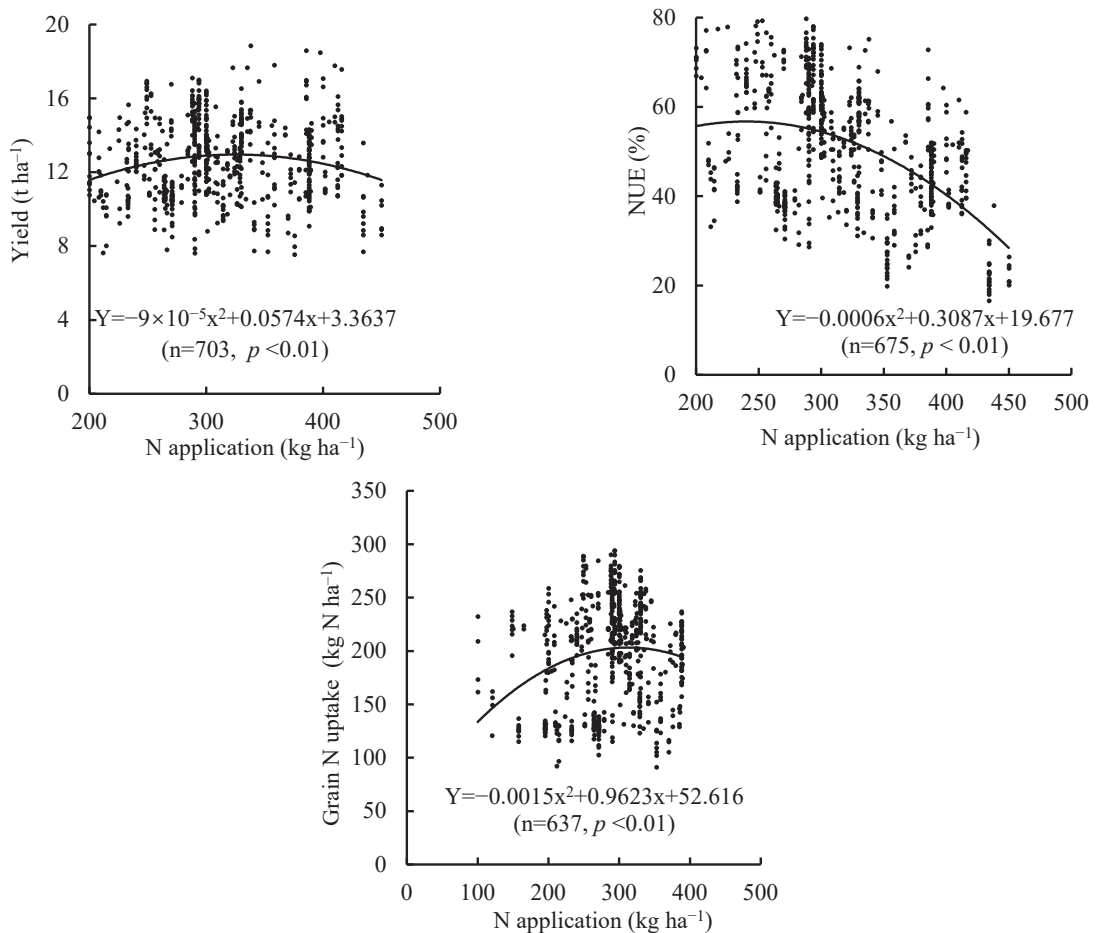 20
16
12
8
4
0
Yield (t ha⁻¹)
Y=−9×10⁻⁵x²+0.0574x+3.3637
(n=703, p <0.01)
200 300 400 500
N application (kg ha⁻¹)
80
60
40
20
0
NUE (%)
Y=−0.0006x²+0.3087x+19.677
(n=675, p < 0.01)
200 250 300 350 400 450 500
N application (kg ha⁻¹)
350
300
250
200
150
100
50
0
Grain N uptake (kg N ha⁻¹)
Y=−0.0015x²+0.9623x+52.616
(n=637, p <0.01)
0 100 200 300 400 500
N application (kg ha⁻¹)